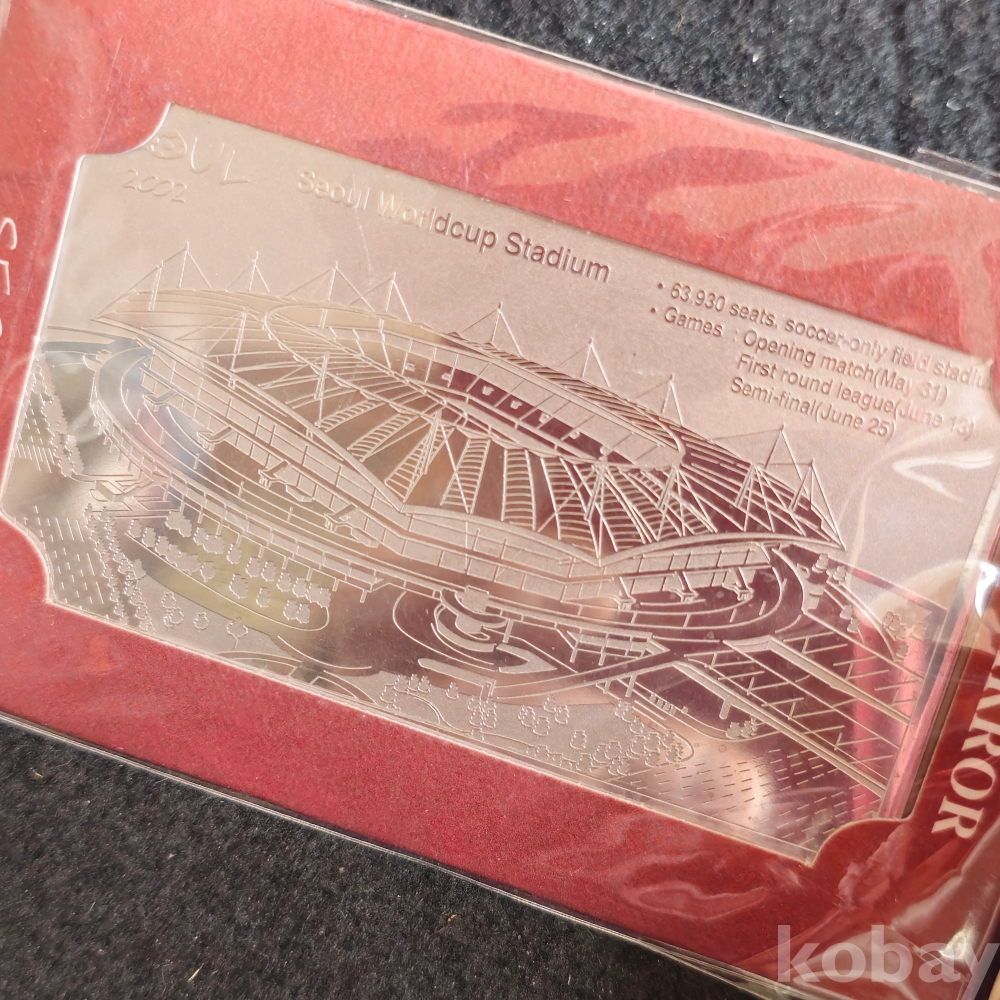 2002
Seoul Worldcup Stadium
• 63,930 seats, soccer-only field stadiu
• Games : Opening match(May 31)
First round league(June 13)
Semi-final(June 25)
RROR
kobay